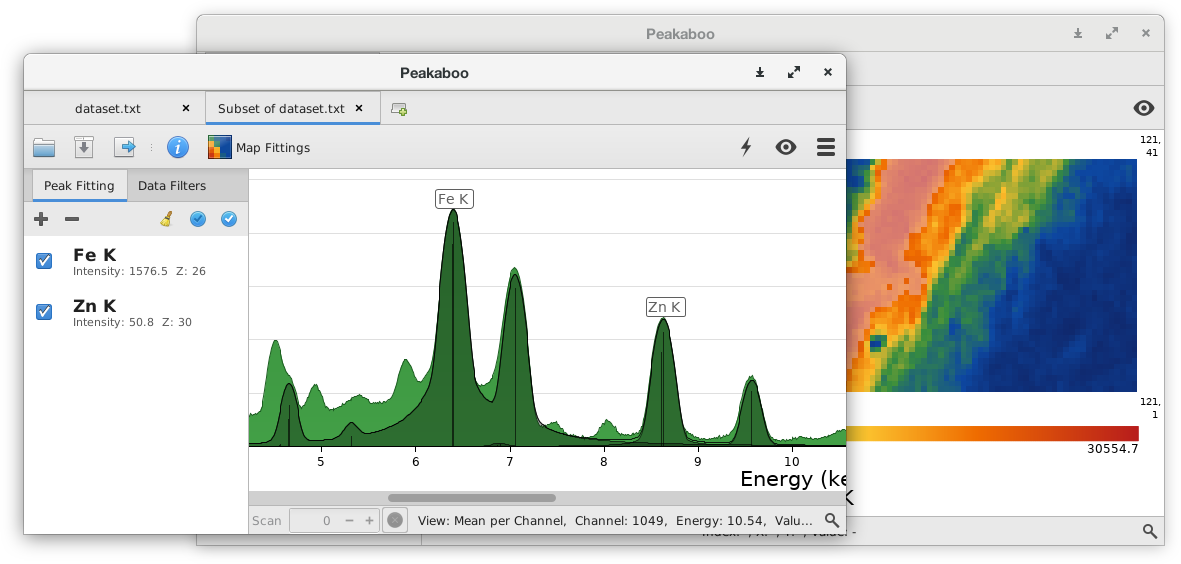 Peakaboo
Peakaboo
dataset.txt
Subset of dataset.txt
Map Fittings
Peak Fitting
Data Filters
Fe K
Intensity: 1576.5 Z: 26
Zn K
Intensity: 50.8 Z: 30
Fe K
Zn K
5 6 7 8 9 10
Energy (ke
Scan
0
View: Mean per Channel, Channel: 1049, Energy: 10.54, Valu...
121,
41
121,
1
30554.7
K